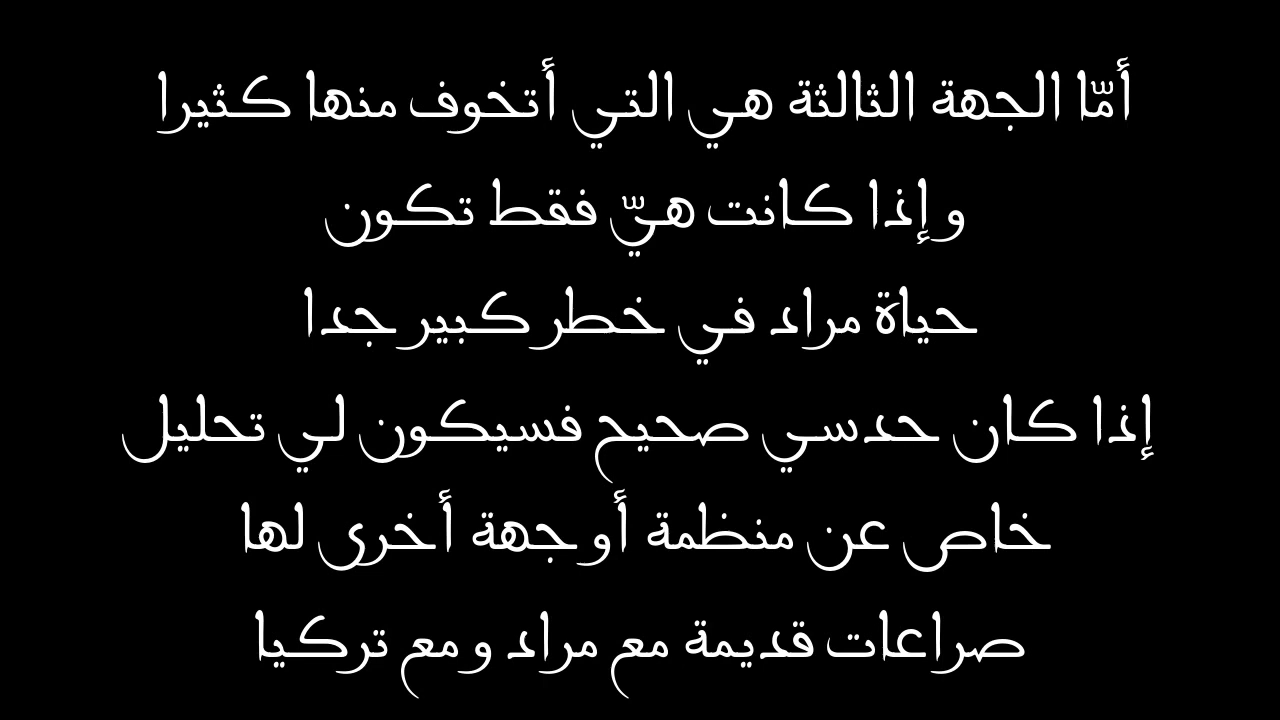 أمّا الجهة الثالثة هي التي أتخوف منها كثيرا
وإذا كانت هيّ فقط تكون
حياة مراد في خطر كبير جدا
إذا كان حدسي صحيح فسيكون لي تحليل
خاص عن منظمة أو جهة أخرى لها
صراعات قديمة مع مراد ومع تركيا